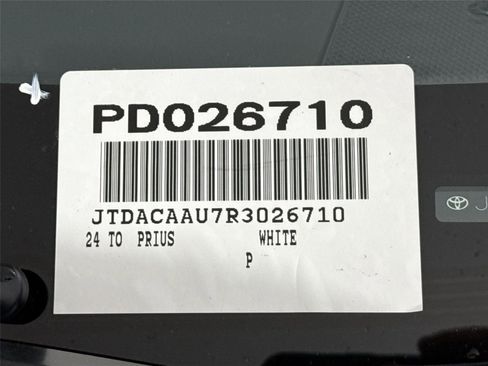 PD026710
JTDACAAU7R3026710
24 TO PRIUS WHITE
P
J